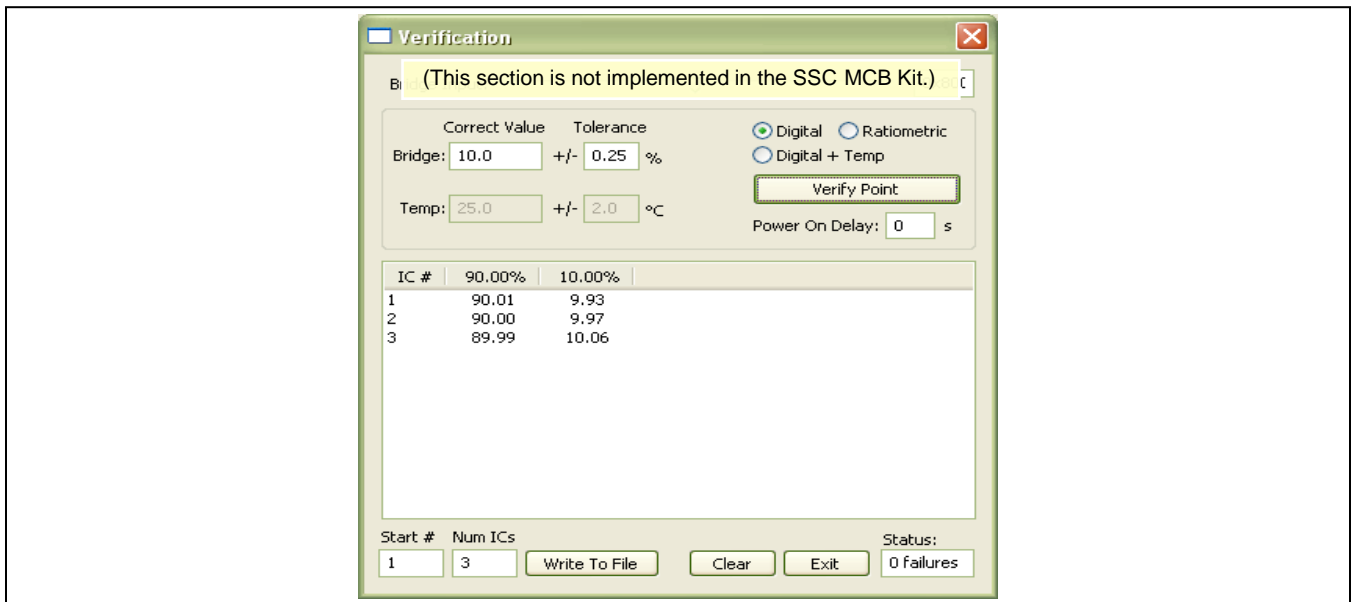 Verification
(This section is not implemented in the SSC MCB Kit.)
Correct Value Tolerance
Digital Ratiometric
Bridge: 10.0 +/- 0.25 %
Digital + Temp
Verify Point
Temp: 25.0 +/- 2.0 °C
Power On Delay: 0 s
IC # 90.00% 10.00%
1 90.01 9.93
2 90.00 9.97
3 89.99 10.06
Start # Num ICs Status:
1 3 Write To File Clear Exit 0 failures